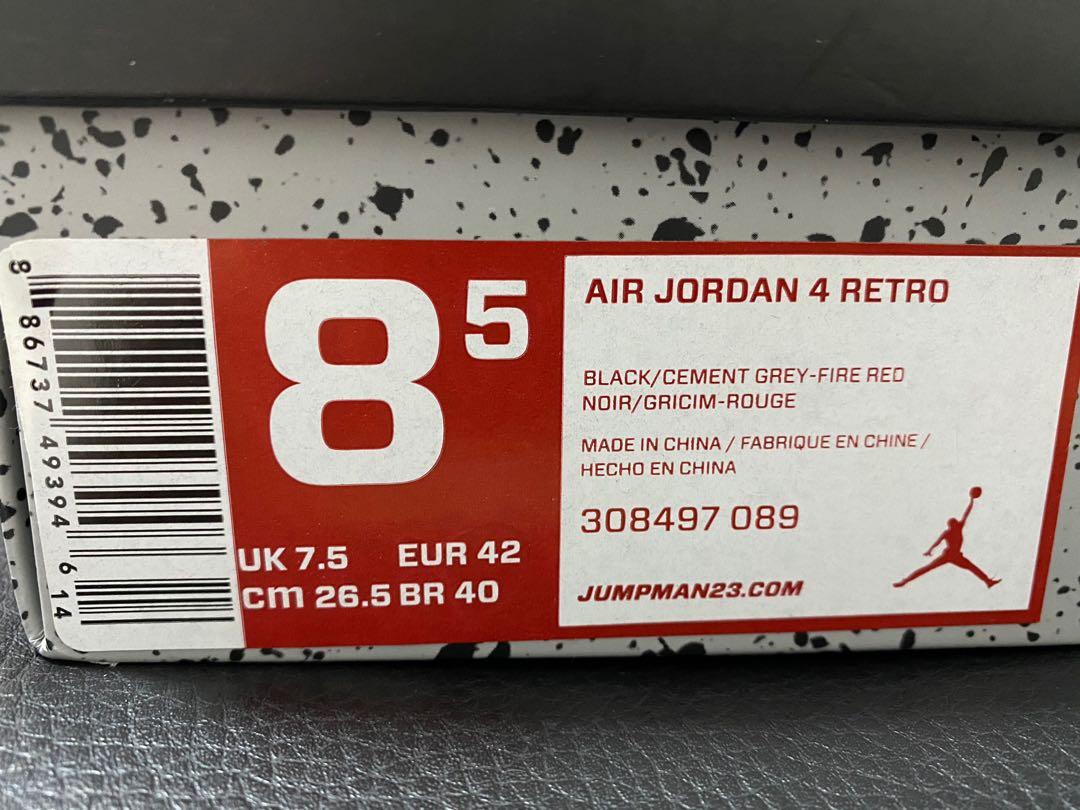 8 86737 49394 6 14
8 5
UK 7.5 EUR 42
cm 26.5 BR 40
AIR JORDAN 4 RETRO
BLACK/CEMENT GREY-FIRE RED
NOIR/GRICIM-ROUGE
MADE IN CHINA / FABRIQUE EN CHINE /
HECHO EN CHINA
308497 089
JUMPMAN23.COM